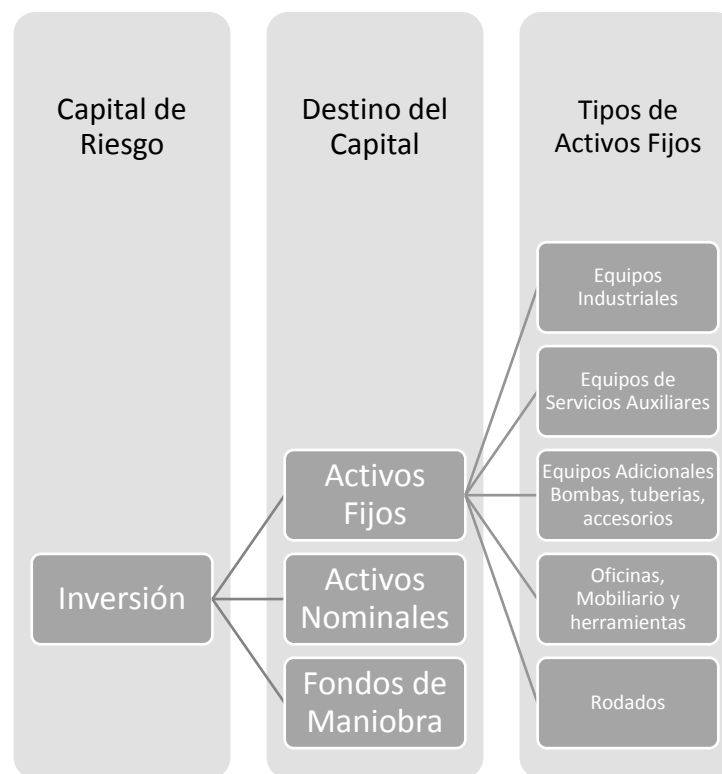 Capital de
Riesgo
Destino del
Capital
Tipos de
Activos Fijos
Inversión
Activos
Fijos
Activos
Nominales
Fondos de
Maniobra
Equipos
Industriales
Equipos de
Servicios Auxiliares
Equipos Adicionales
Bombas, tuberias,
accesorios
Oficinas,
Mobiliario y
herramientas
Rodados